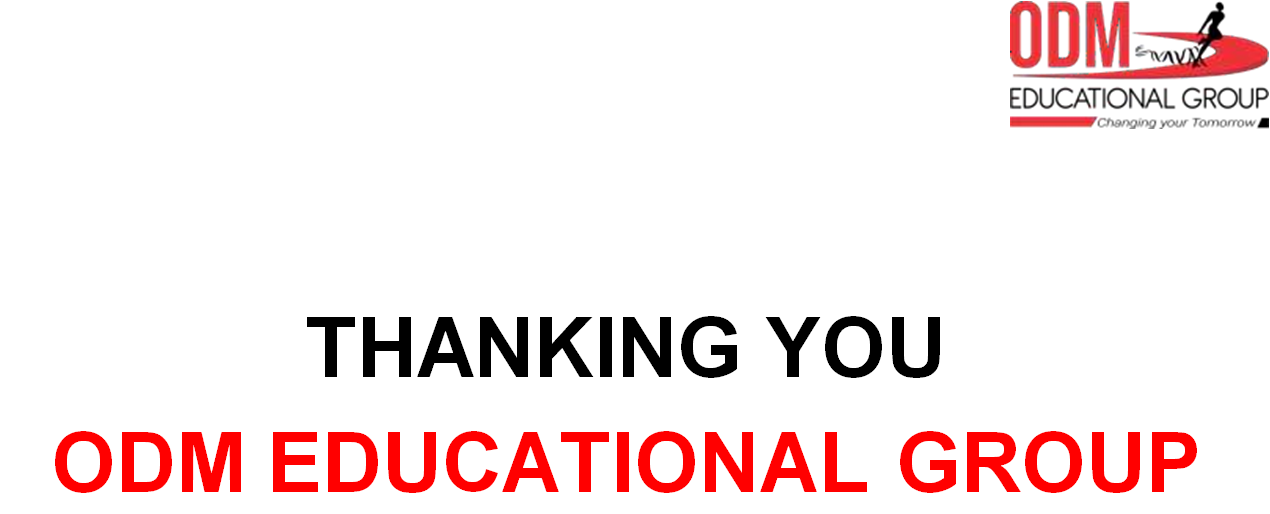 ODM
EDUCATIONAL GROUP
Changing your Tomorrow
THANKING YOU
ODM EDUCATIONAL GROUP